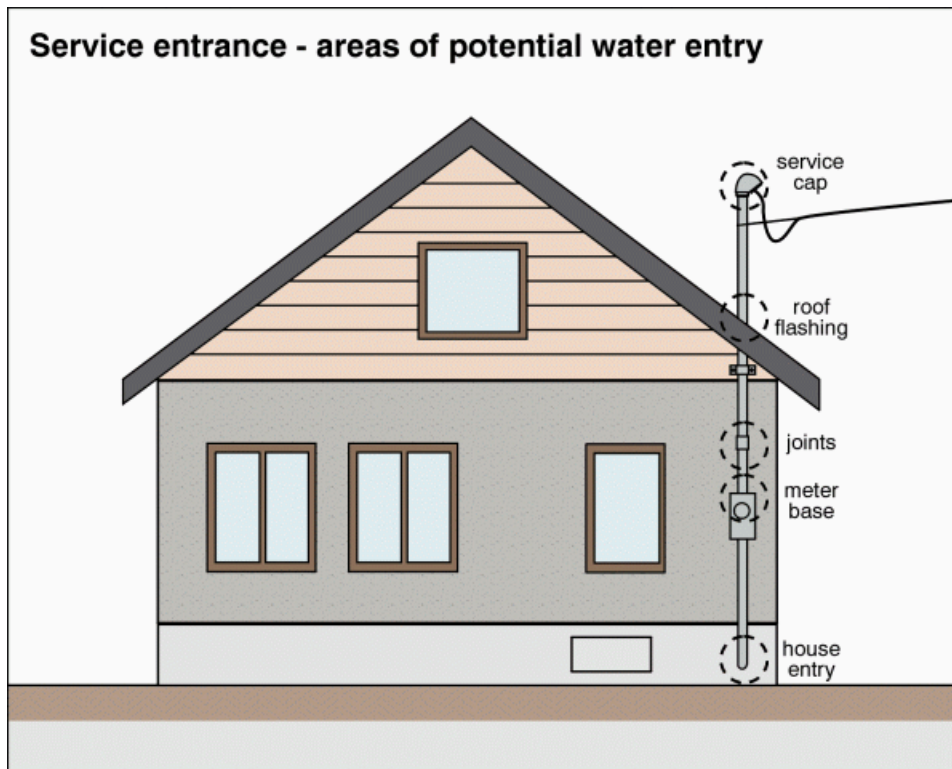 Service entrance - areas of potential water entry
service
cap
roof
flashing
joints
meter
base
house
entry